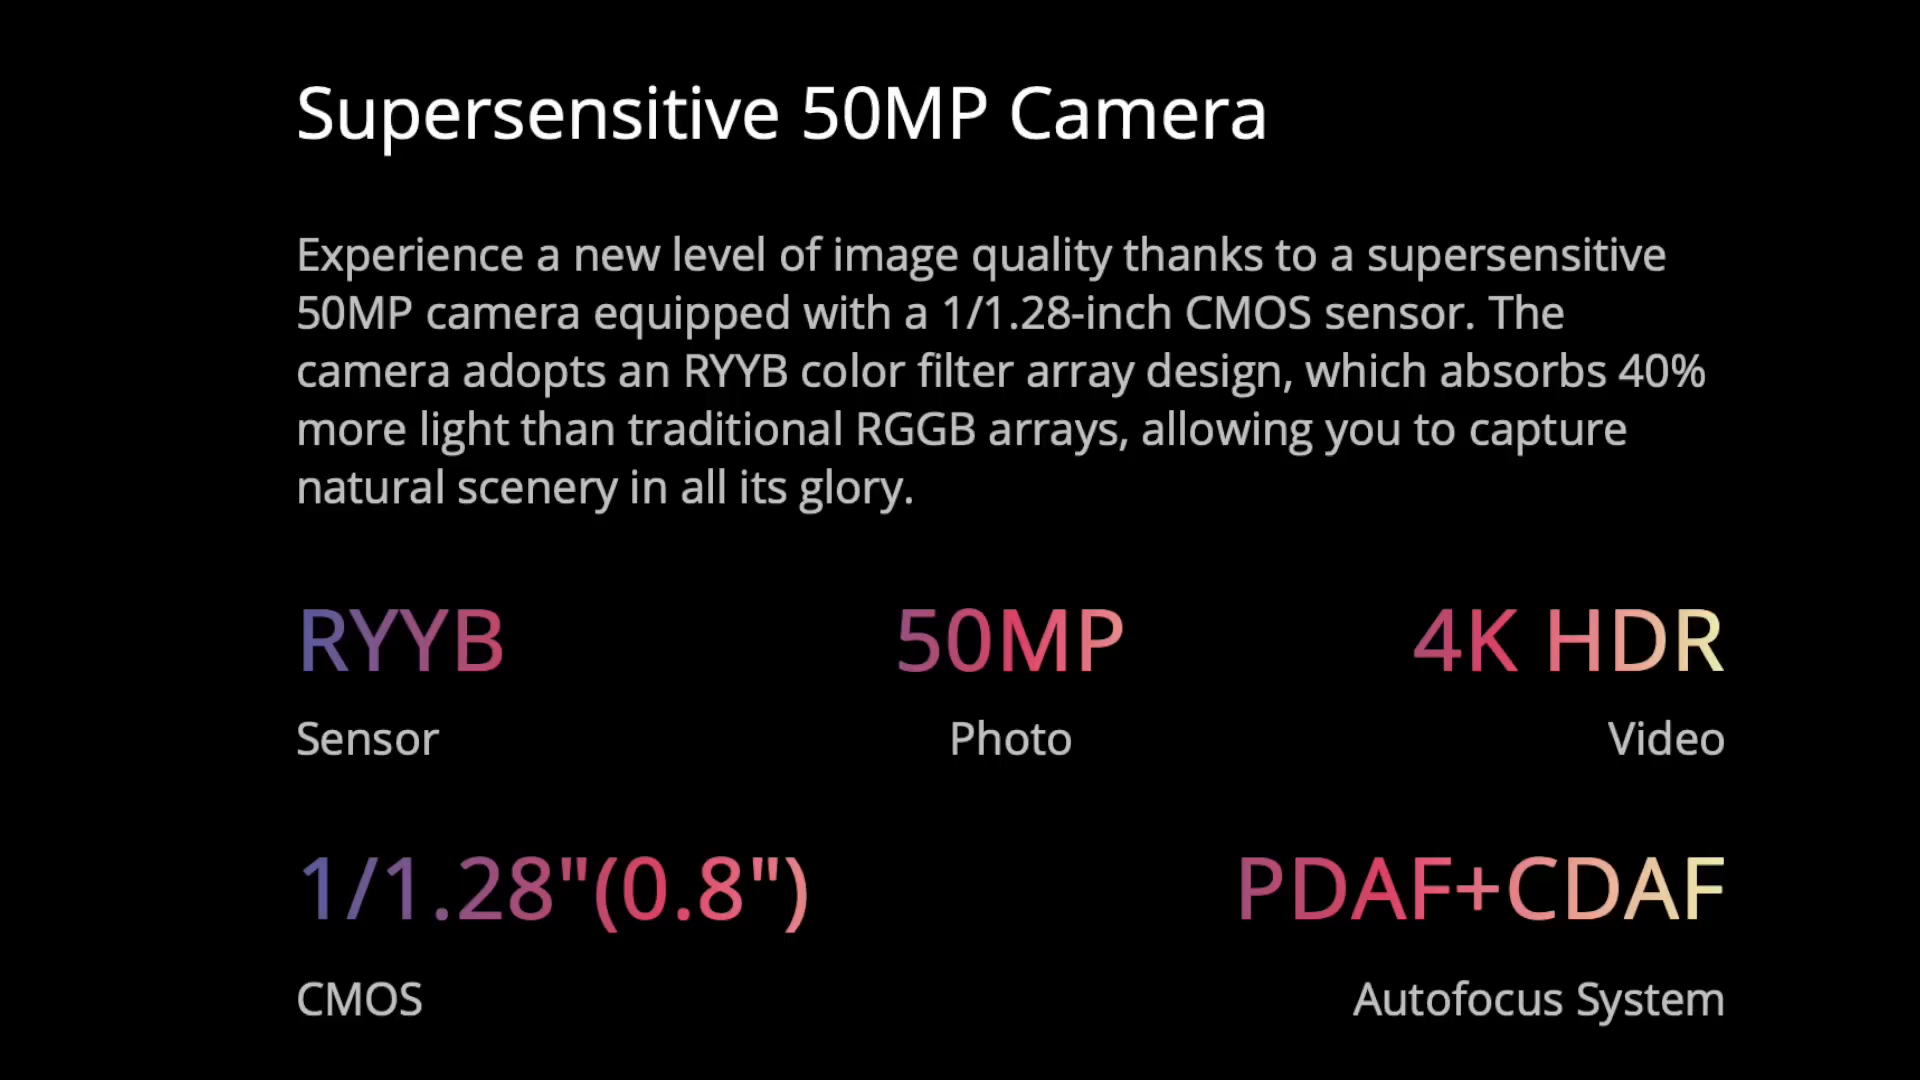 Supersensitive 50MP Camera
Experience a new level of image quality thanks to a supersensitive
50MP camera equipped with a 1/1.28-inch CMOS sensor. The
camera adopts an RYYB color filter array design, which absorbs 40%
more light than traditional RGGB arrays, allowing you to capture
natural scenery in all its glory.
RYYB
Sensor
50MP
Photo
4K HDR
Video
1/1.28"(0.8")
CMOS
PDAF+CDAF
Autofocus System